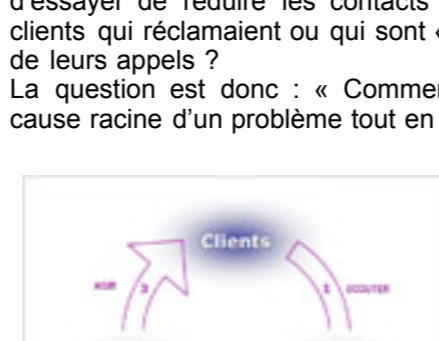 d'essayer de réduire les contacts
clients qui réclamaient ou qui sont «
de leurs appels ?
La question est donc : « Commer
cause racine d'un problème tout en
Clients
AGIR 3
1 ECOUTER